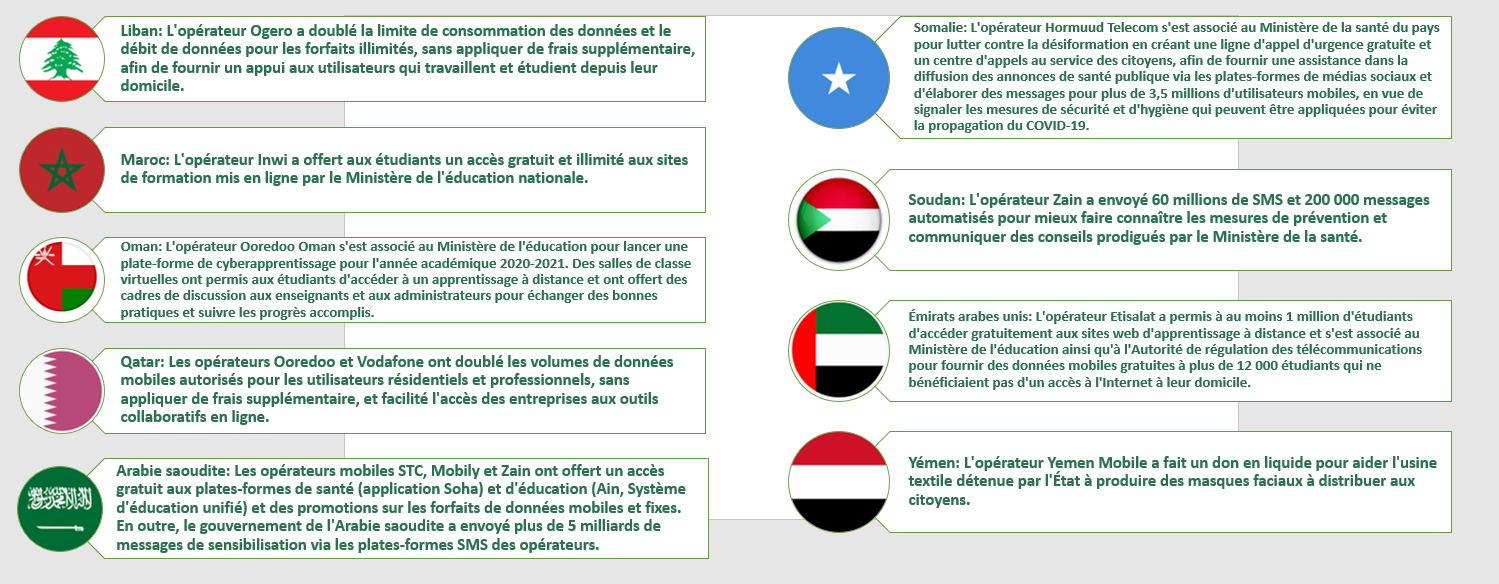 Liban: L'opérateur Ogero a doublé la limite de consommation des données et le
débit de données pour les forfaits illimités, sans appliquer de frais supplémentaire,
afin de fournir un appui aux utilisateurs qui travaillent et étudient depuis leur
domicile.
Maroc: L'opérateur Inwi a offert aux étudiants un accès gratuit et illimité aux sites
de formation mis en ligne par le Ministère de l'éducation nationale.
Oman: L'opérateur Ooredoo Oman s'est associé au Ministère de l'éducation pour lancer une
plate-forme de cyberapprentissage pour l'année académique 2020-2021. Des salles de classe
virtuelles ont permis aux étudiants d'accéder à un apprentissage à distance et ont offert des
cadres de discussion aux enseignants et aux administrateurs pour échanger des bonnes
pratiques et suivre les progrès accomplis.
Qatar: Les opérateurs Ooredoo et Vodafone ont doublé les volumes de données
mobiles autorisés pour les utilisateurs résidentiels et professionnels, sans
appliquer de frais supplémentaire, et facilité l'accès des entreprises aux outils
collaboratifs en ligne.
Arabie saoudite: Les opérateurs mobiles STC, Mobily et Zain ont offert un accès
gratuit aux plates-formes de santé (application Soha) et d'éducation (Ain, Système
d'éducation unifié) et des promotions sur les forfaits de données mobiles et fixes.
En outre, le gouvernement de l'Arabie saoudite a envoyé plus de 5 milliards de
messages de sensibilisation via les plates-formes SMS des opérateurs.
Somalie: L'opérateur Hormuud Telecom s'est associé au Ministère de la santé du pays
pour lutter contre la désiformation en créant une ligne d'appel d'urgence gratuite et
un centre d'appels au service des citoyens, afin de fournir une assistance dans la
diffusion des annonces de santé publique via les plates-formes de médias sociaux et
d'élaborer des messages pour plus de 3,5 millions d'utilisateurs mobiles, en vue de
signaler les mesures de sécurité et d'hygiène qui peuvent être appliquées pour éviter
la propagation du COVID-19.
Soudan: L'opérateur Zain a envoyé 60 millions de SMS et 200 000 messages
automatisés pour mieux faire connaître les mesures de prévention et
communiquer des conseils prodigués par le Ministère de la santé.
Émirats arabes unis: L'opérateur Etisalat a permis à au moins 1 million d'étudiants
d'accéder gratuitement aux sites web d'apprentissage à distance et s'est associé au
Ministère de l'éducation ainsi qu'à l'Autorité de régulation des télécommunications
pour fournir des données mobiles gratuites à plus de 12 000 étudiants qui ne
bénéficiaient pas d'un accès à l'Internet à leur domicile.
Yémen: L'opérateur Yemen Mobile a fait un don en liquide pour aider l'usine
textile détenue par l'État à produire des masques faciaux à distribuer aux
citoyens.